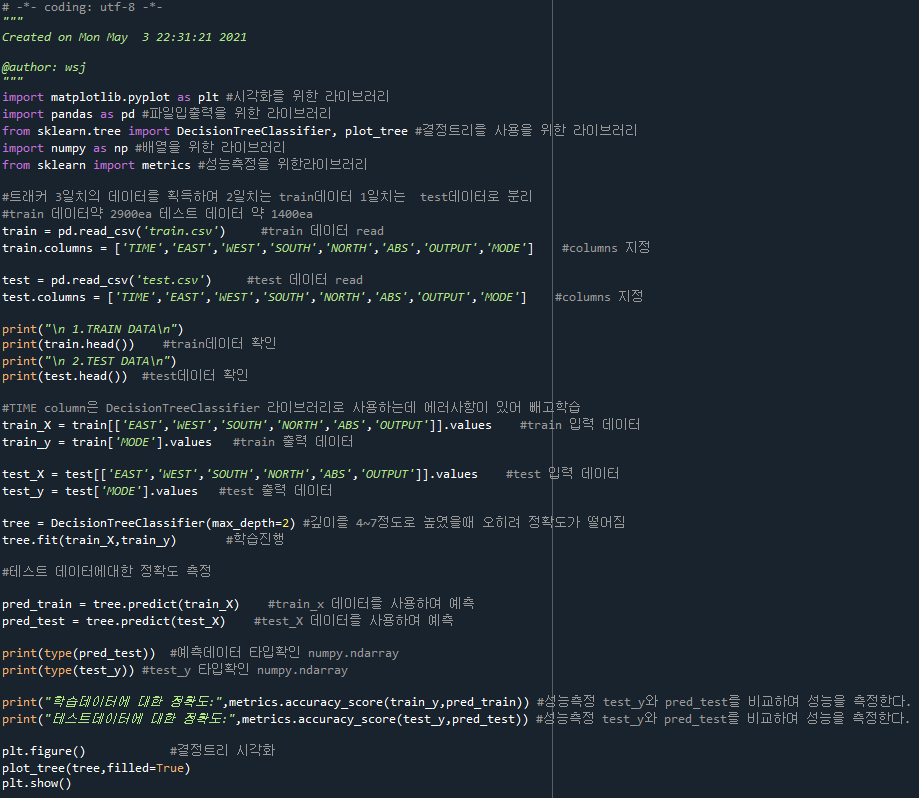 # -*- coding: utf-8 -*-
"""
Created on Mon May  3 22:31:21 2021

@author: wsj
"""
import matplotlib.pyplot as plt #시각화를 위한 라이브러리
import pandas as pd #파일입출력을 위한 라이브러리
from sklearn.tree import DecisionTreeClassifier, plot_tree #결정트리를 사용을 위한 라이브러리
import numpy as np #배열을 위한 라이브러리
from sklearn import metrics #성능측정을 위한라이브러리

#트래커 3일치의 데이터를 획득하여 2일치는 train데이터 1일치는  test데이터로 분리
#train 데이터약 2900ea 테스트 데이터 약 1400ea
train = pd.read_csv('train.csv')     #train 데이터 read
train.columns = ['TIME','EAST','WEST','SOUTH','NORTH','ABS','OUTPUT','MODE']    #columns 지정

test = pd.read_csv('test.csv')     #test 데이터 read
test.columns = ['TIME','EAST','WEST','SOUTH','NORTH','ABS','OUTPUT','MODE']    #columns 지정

print("\n 1.TRAIN DATA\n")
print(train.head())    #train데이터 확인
print("\n 2.TEST DATA\n")
print(test.head())  #test데이터 확인

#TIME column은 DecisionTreeClassifier 라이브러리로 사용하는데 에러사항이 있어 빼고학습
train_X = train[['EAST','WEST','SOUTH','NORTH','ABS','OUTPUT']].values    #train 입력 데이터
train_y = train['MODE'].values   #train 출력 데이터

test_X = test[['EAST','WEST','SOUTH','NORTH','ABS','OUTPUT']].values    #test 입력 데이터
test_y = test['MODE'].values   #test 출력 데이터

tree = DecisionTreeClassifier(max_depth=2) #깊이를 4~7정도로 높였을때 오히려 정확도가 떨어짐
tree.fit(train_X,train_y)       #학습진행

#테스트 데이터에대한 정확도 측정

pred_train = tree.predict(train_X)    #train_x 데이터를 사용하여 예측
pred_test = tree.predict(test_X)    #test_X 데이터를 사용하여 예측

print(type(pred_test))  #예측데이터 타입확인 numpy.ndarray
print(type(test_y)) #test_y 타입확인 numpy.ndarray

print("학습데이터에 대한 정확도:",metrics.accuracy_score(train_y,pred_train)) #성능측정 test_y와 pred_test를 비교하여 성능을 측정한다.
print("테스트데이터에 대한 정확도:",metrics.accuracy_score(test_y,pred_test)) #성능측정 test_y와 pred_test를 비교하여 성능을 측정한다.

plt.figure()            #결정트리 시각화
plot_tree(tree,filled=True)
plt.show()